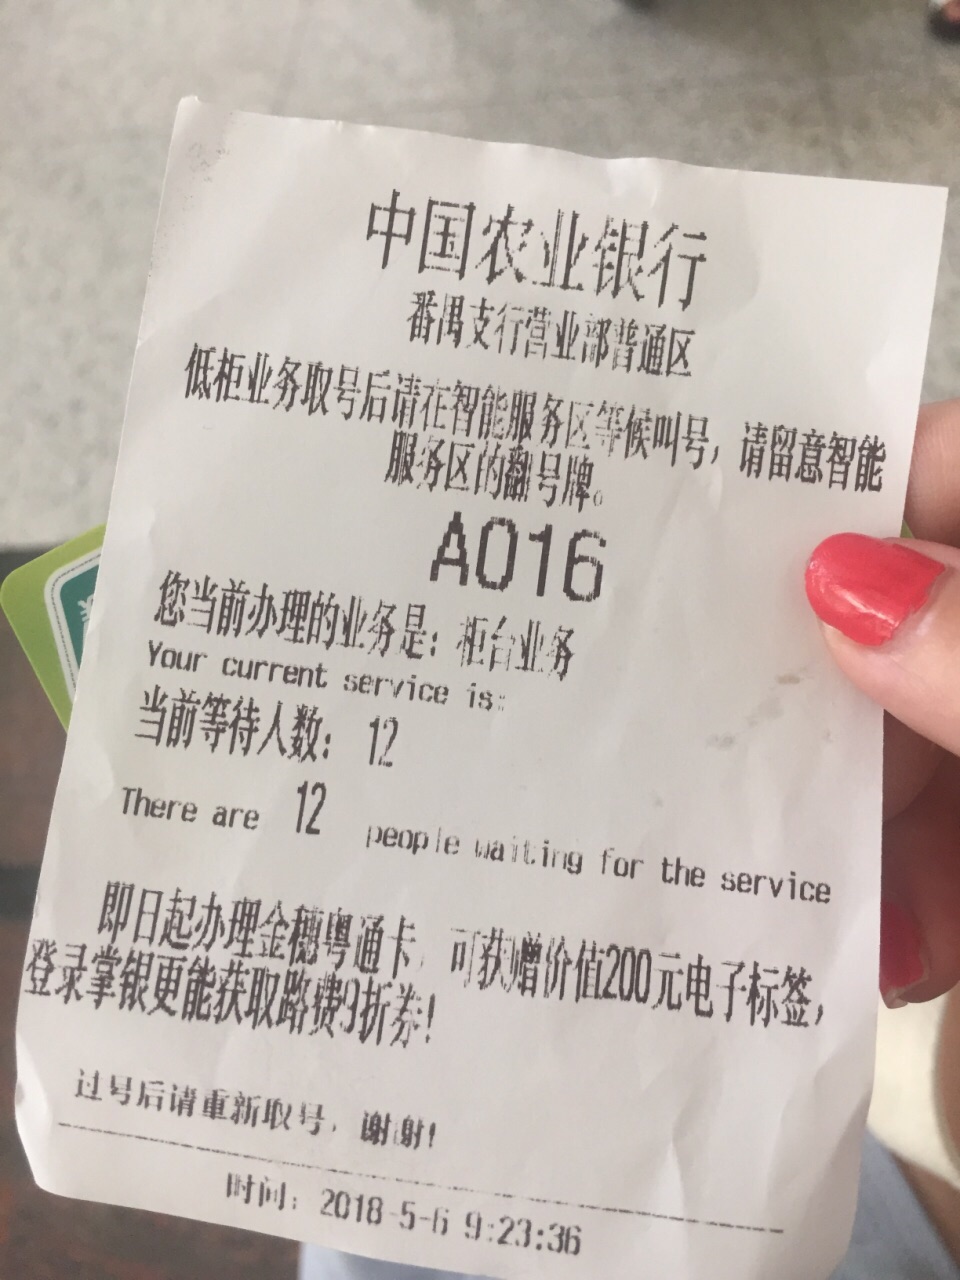 中国农业银行
番禺支行营业部普通区
低柜业务取号后请在智能服务区等候叫号，请留意智能
服务区的翻号牌。
A016
您当前办理的业务是：柜台业务
Your current service is:
当前等待人数： 12
There are 12 people waiting for the service
即日起办理金穗粤通卡，可获赠价值200元电子标签，
登录掌银更能获取路费9折券！
过号后请重新取号，谢谢！
时间：2018-5-6 9:23:36